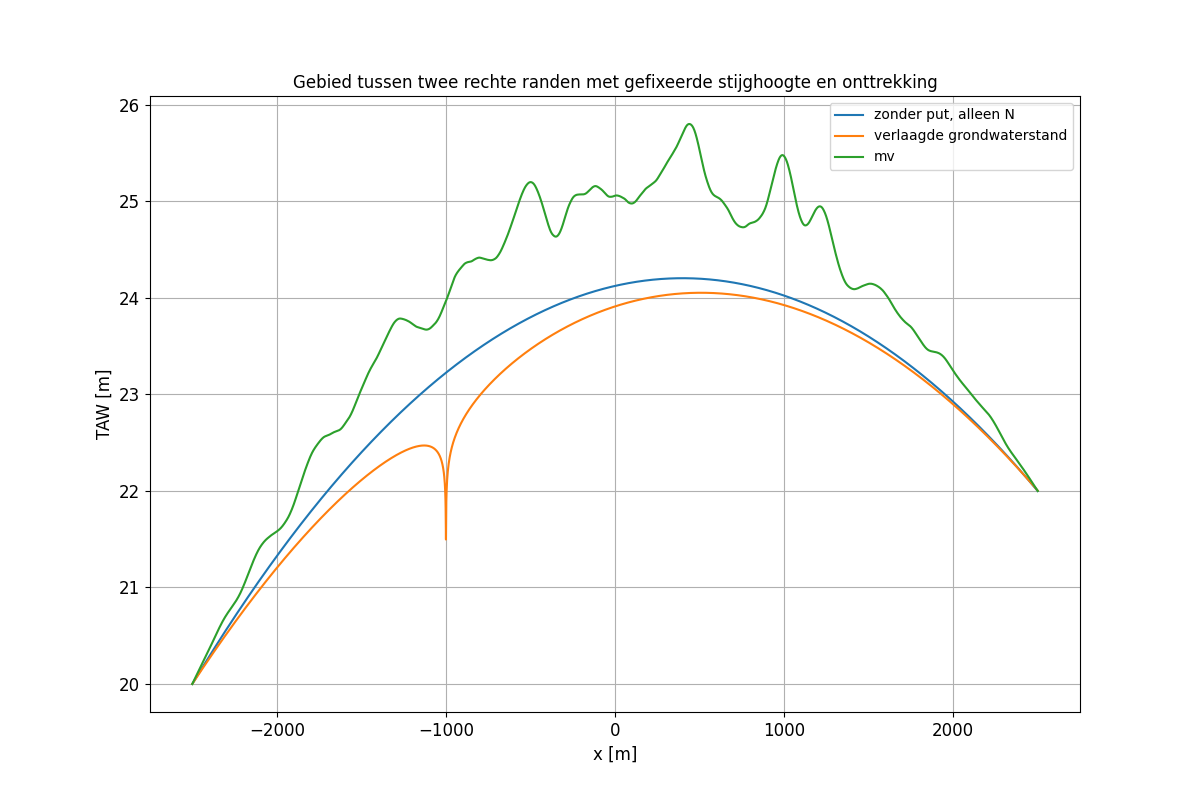 Gebied tussen twee rechte randen met gefixeerde stijghoogte en onttrekking
26
25
24
23
22
21
20
TAW [m]
zonder put, alleen N
verlaagde grondwaterstand
mv
−2000
−1000
0
1000
2000
x [m]